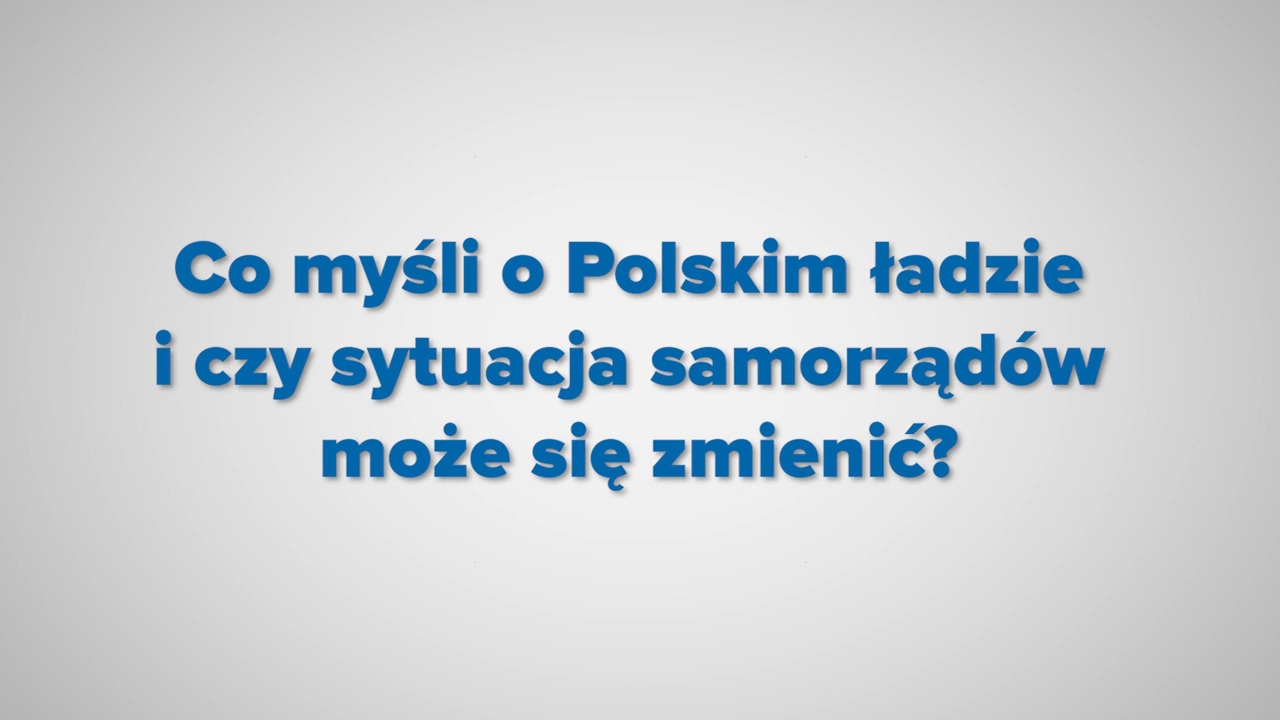 Co myśli o Polskim ładzie
i czy sytuacja samorządów
może się zmienić?